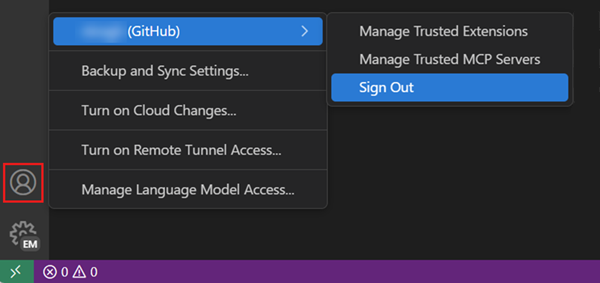 (GitHub)
Manage Trusted Extensions
Manage Trusted MCP Servers
Sign Out
Backup and Sync Settings...
Turn on Cloud Changes...
Turn on Remote Tunnel Access...
Manage Language Model Access...
EM
0 0